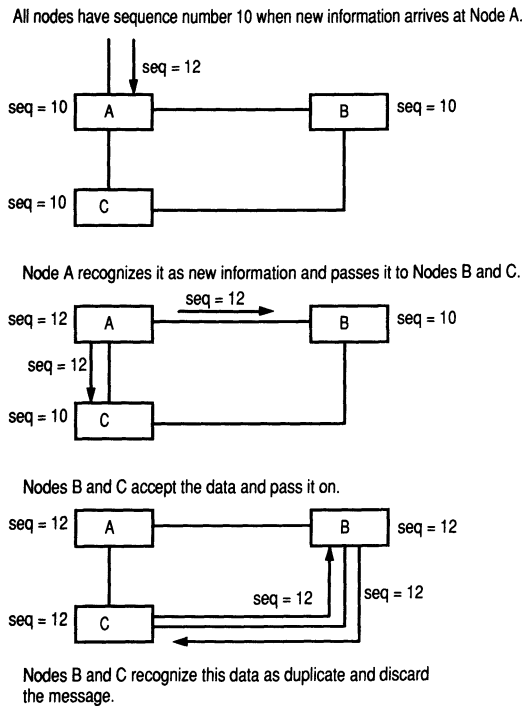 All nodes have sequence number 10 when new information arrives at Node A.
seq = 12
seq = 10 A B seq = 10
seq = 10 C
Node A recognizes it as new information and passes it to Nodes B and C.
seq = 12
seq = 12 A B seq = 10
seq = 12
seq = 10 C
Nodes B and C accept the data and pass it on.
seq = 12 A B seq = 12
seq = 12 seq = 12
seq = 12 C
Nodes B and C recognize this data as duplicate and discard
the message.